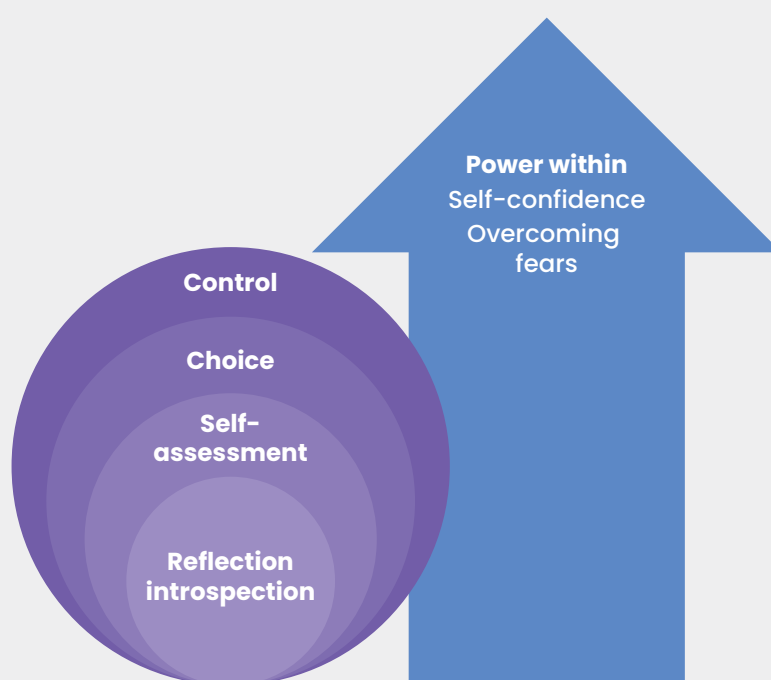 Power within
Self-confidence
Overcoming
fears
Control
Choice
Self-
assessment
Reflection
introspection